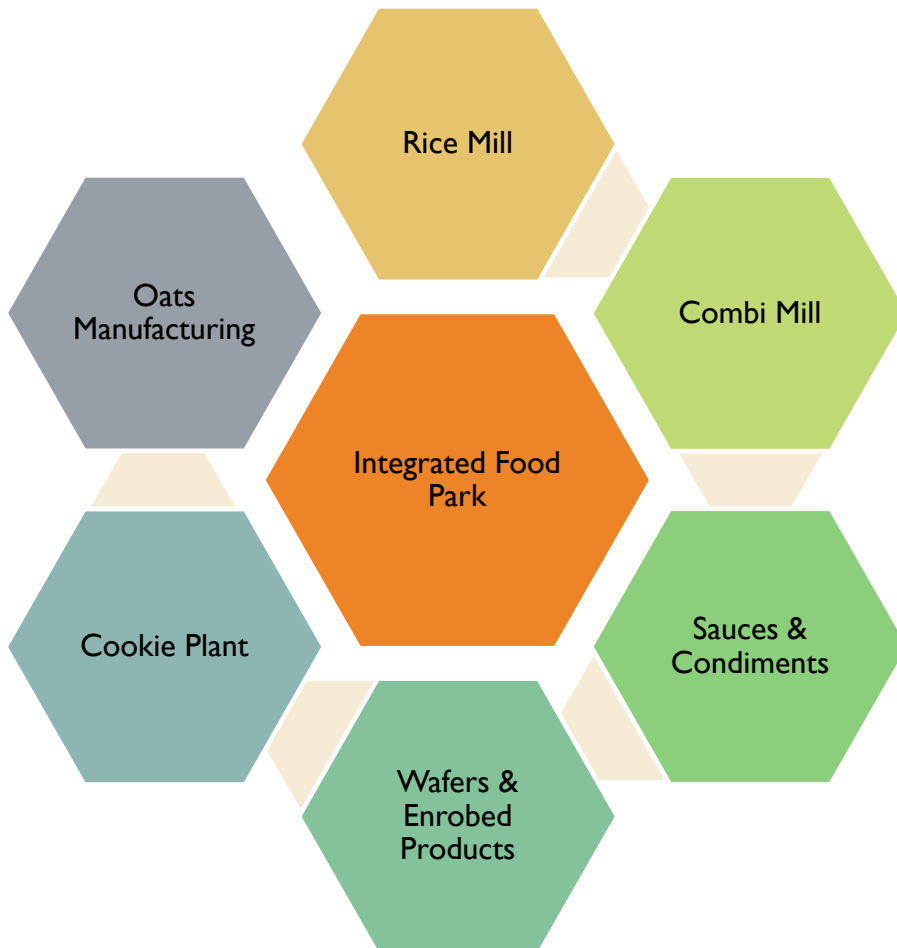 Rice Mill
Combi Mill
Sauces &
Condiments
Wafers &
Enrobed
Products
Cookie Plant
Oats
Manufacturing
Integrated Food
Park